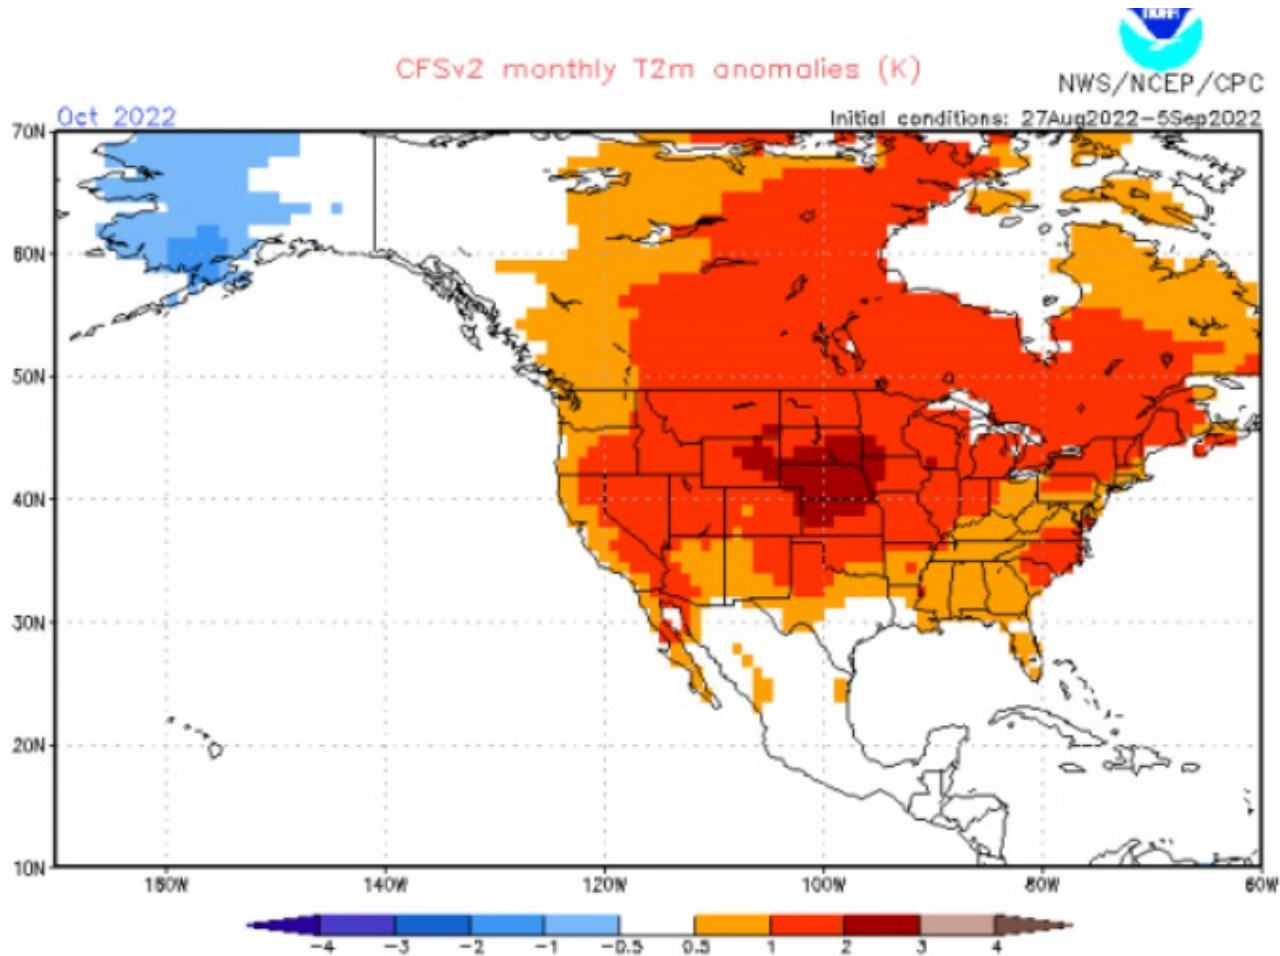 CFSv2 monthly T2m anomalies (K)
NWS/NCEP/CPC
Oct 2022
Initial conditions: 27Aug2022-5Sep2022
70N
60N
50N
40N
30N
20N
10N
160W 140W 120W 100W 80W 60W
-4 -3 -2 -1 -0.5 0.5 1 2 3 4